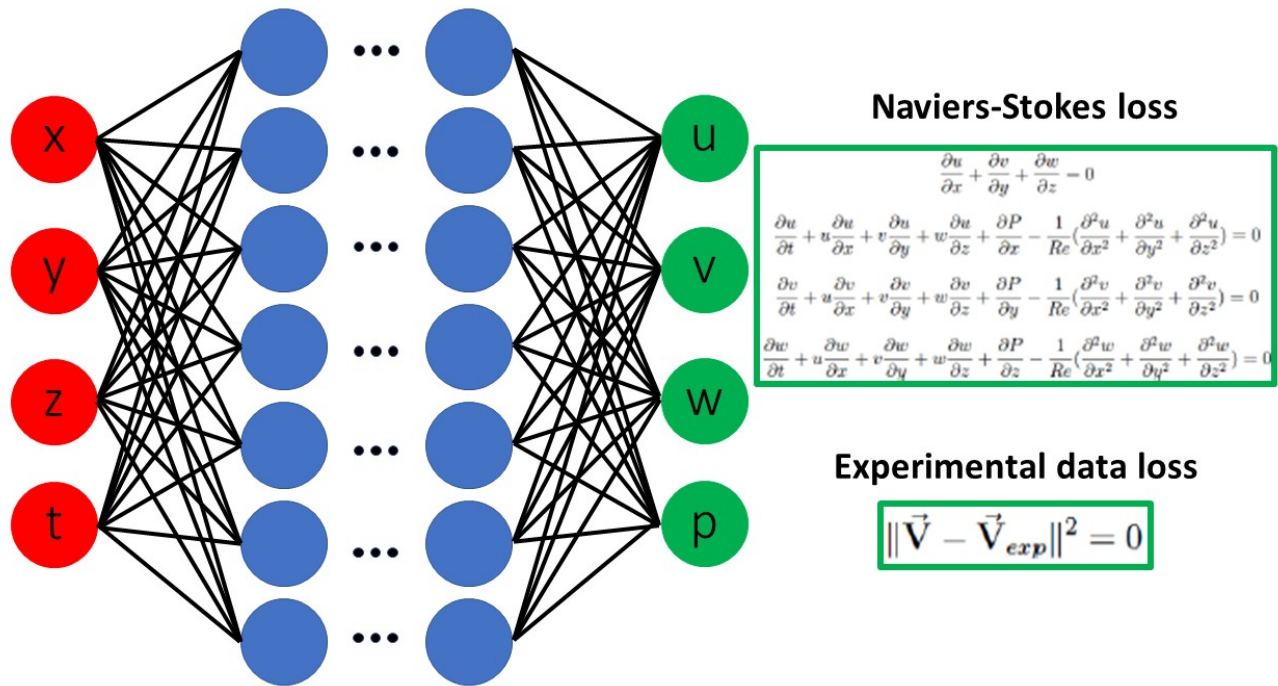 x
y
z
t
u
v
w
p
Naviers-Stokes loss
∂u/∂x + ∂v/∂y + ∂w/∂z − 0
∂u/∂t + u ∂u/∂x + v ∂u/∂y + w ∂u/∂z + ∂P/∂x − 1/Re (∂²u/∂x² + ∂²u/∂y² + ∂²u/∂z²) = 0
∂v/∂t + u ∂v/∂x + v ∂v/∂y + w ∂v/∂z + ∂P/∂y − 1/Re (∂²v/∂x² + ∂²v/∂y² + ∂²v/∂z²) = 0
∂w/∂t + u ∂w/∂x + v ∂w/∂y + w ∂w/∂z + ∂P/∂z − 1/Re (∂²w/∂x² + ∂²w/∂y² + ∂²w/∂z²) = 0
Experimental data loss
‖V⃗ − V⃗exp‖² = 0